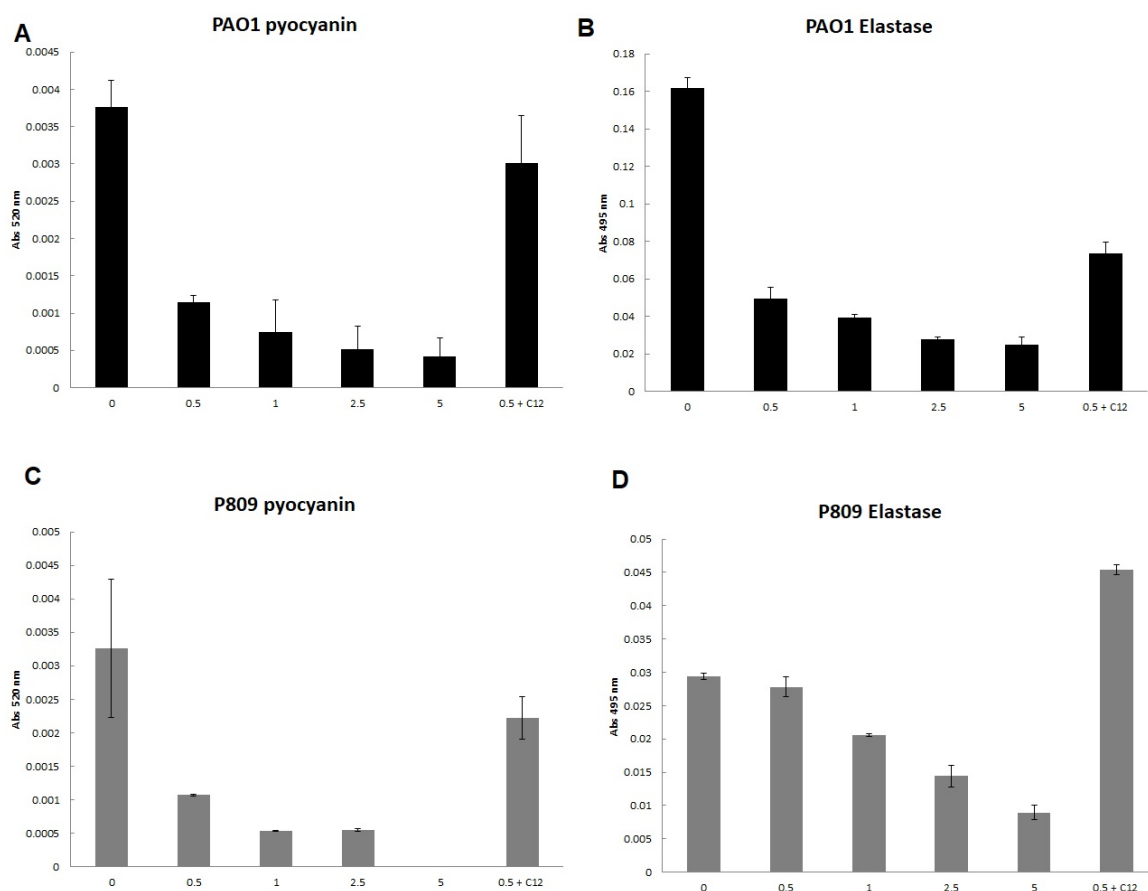 A
PAO1 pyocyanin
Abs 520 nm
0.0045
0.004
0.0035
0.003
0.0025
0.002
0.0015
0.001
0.0005
0
0 0.5 1 2.5 5 0.5 + C12
B
PAO1 Elastase
Abs 495 nm
0.18
0.16
0.14
0.12
0.1
0.08
0.06
0.04
0.02
0
0 0.5 1 2.5 5 0.5 + C12
C
P809 pyocyanin
Abs 520 nm
0.005
0.0045
0.004
0.0035
0.003
0.0025
0.002
0.0015
0.001
0.0005
0
0 0.5 1 2.5 5 0.5 + C12
D
P809 Elastase
Abs 495 nm
0.05
0.045
0.04
0.035
0.03
0.025
0.02
0.015
0.01
0.005
0
0 0.5 1 2.5 5 0.5 + C12